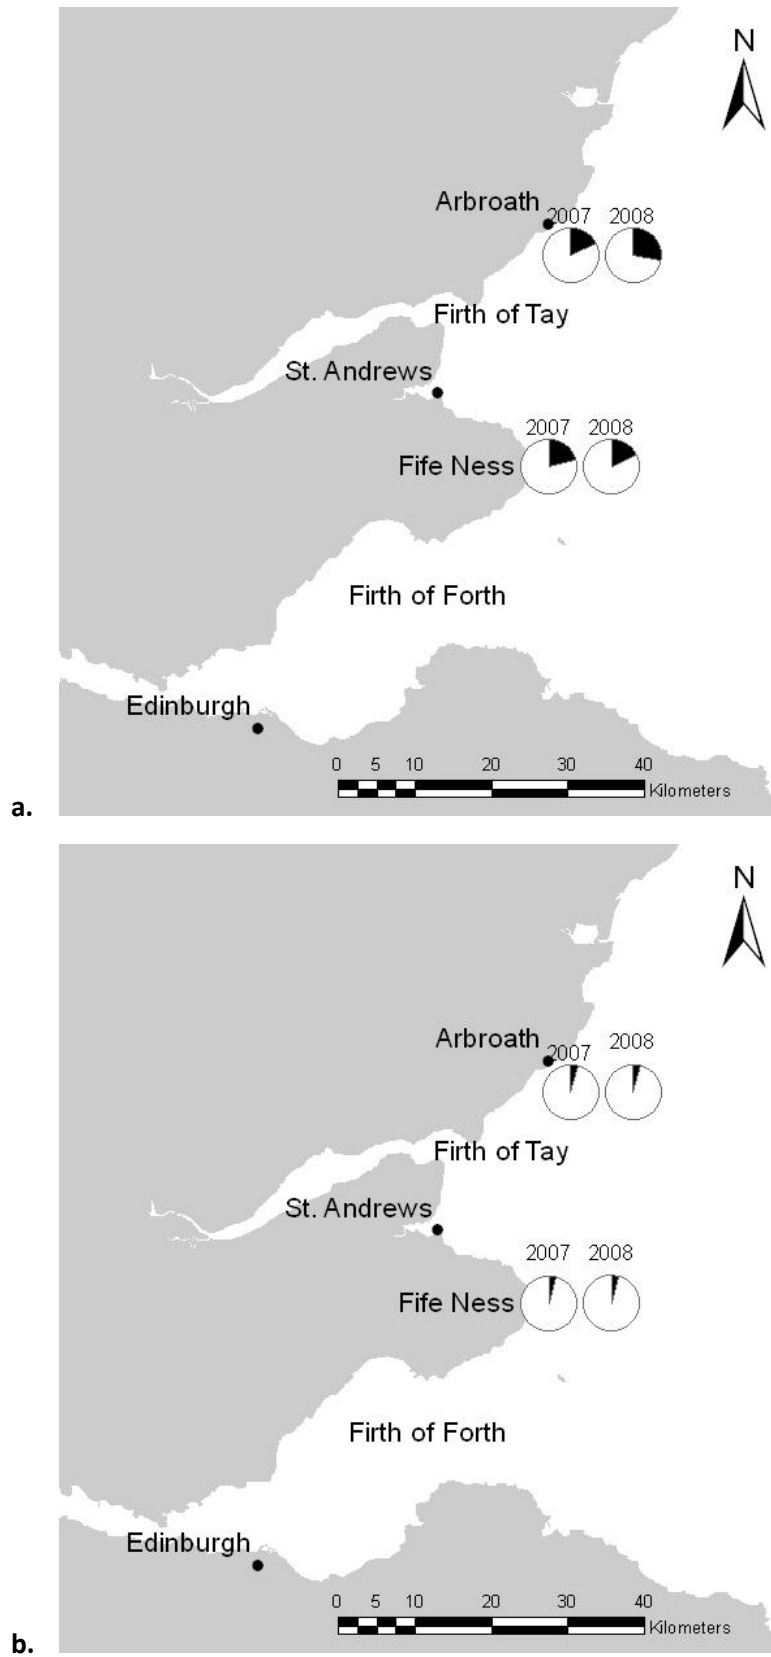 N
Arbroath
2007 2008
Firth of Tay
St. Andrews
2007 2008
Fife Ness
Firth of Forth
Edinburgh
0 5 10 20 30 40
Kilometers
a.
N
Arbroath
2007 2008
Firth of Tay
St. Andrews
2007 2008
Fife Ness
Firth of Forth
Edinburgh
0 5 10 20 30 40
Kilometers
b.